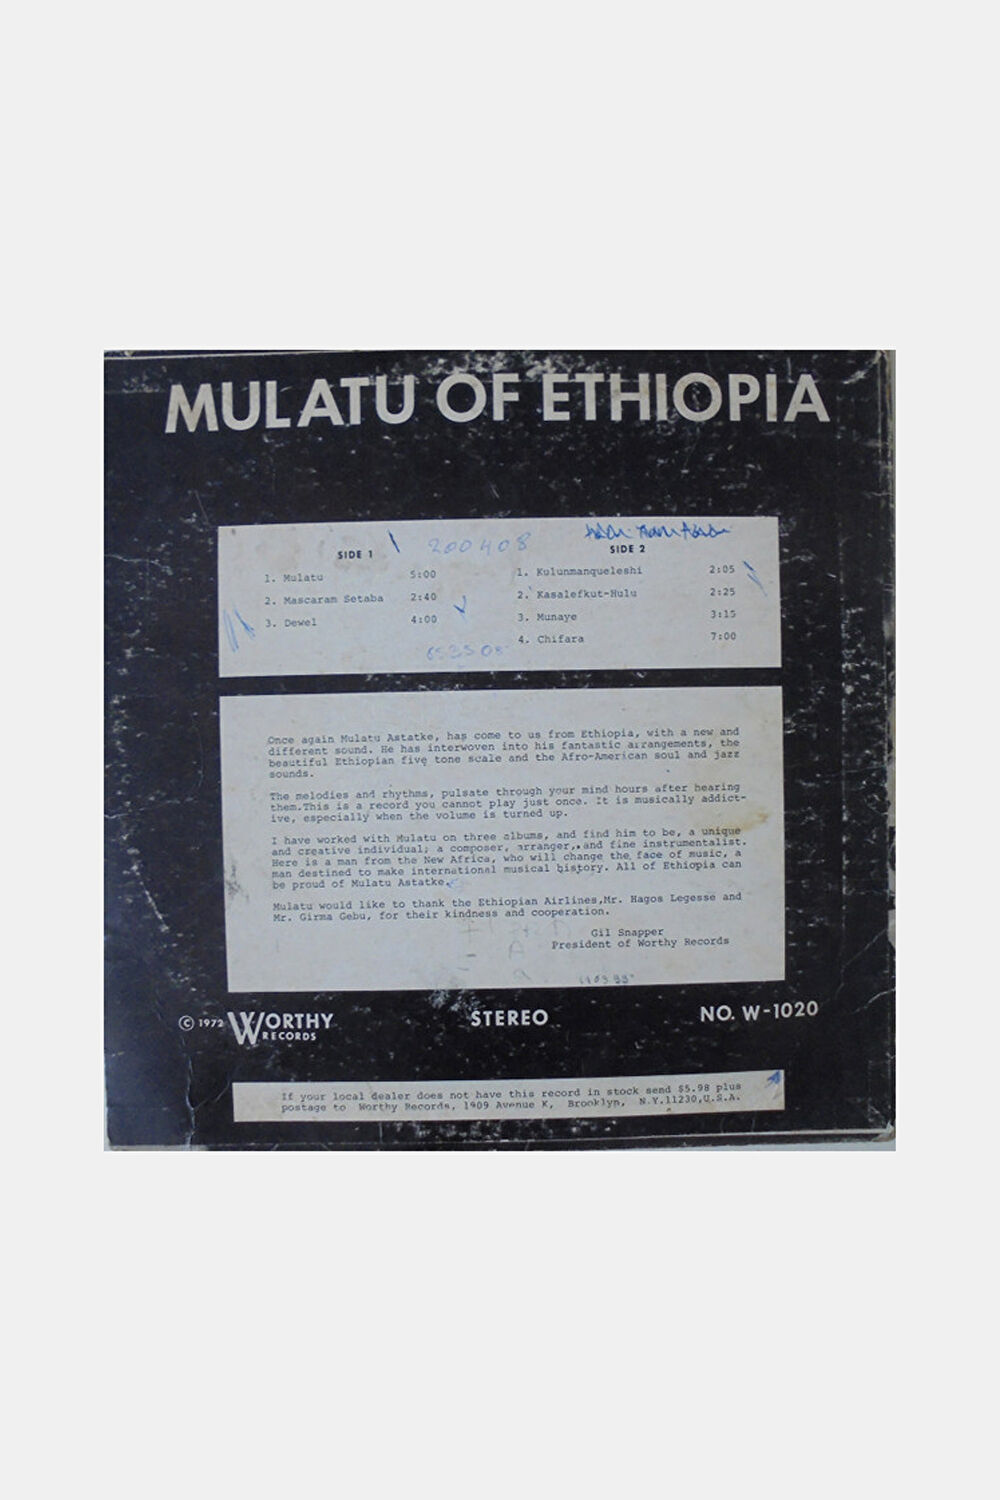 MULATU OF ETHIOPIA
200408
SIDE 1
1. Mulatu 5:00
2. Mascaram Setaba 2:40
3. Dewel 4:00
SIDE 2
1. Kulunmanqueleshi 2:05
2. Kasalefkut-Hulu 2:25
3. Munaye 3:15
4. Chifara 7:00
Once again Mulatu Astatke, has come to us from Ethiopia, with a new and
different sound. He has interwoven into his fantastic arrangements, the
beautiful Ethiopian five tone scale and the Afro-American soul and jazz
sounds.
The melodies and rhythms, pulsate through your mind hours after hearing
them.This is a record you cannot play just once. It is musically addict-
ive, especially when the volume is turned up.
I have worked with Mulatu on three albums, and find him to be, a unique
and creative individual; a composer, arranger, and fine instrumentalist.
Here is a man from the New Africa, who will change the face of music, a
man destined to make international musical history. All of Ethiopia can
be proud of Mulatu Astatke.
Mulatu would like to thank the Ethiopian Airlines,Mr. Hagos Legesse and
Mr. Girma Gebu, for their kindness and cooperation.
Gil Snapper
President of Worthy Records
© 1972 WORTHY RECORDS
STEREO
NO. W-1020
If your local dealer does not have this record in stock send $5.98 plus
postage to Worthy Records, 1909 Avenue K, Brooklyn, N.Y.11230,U.S.A.